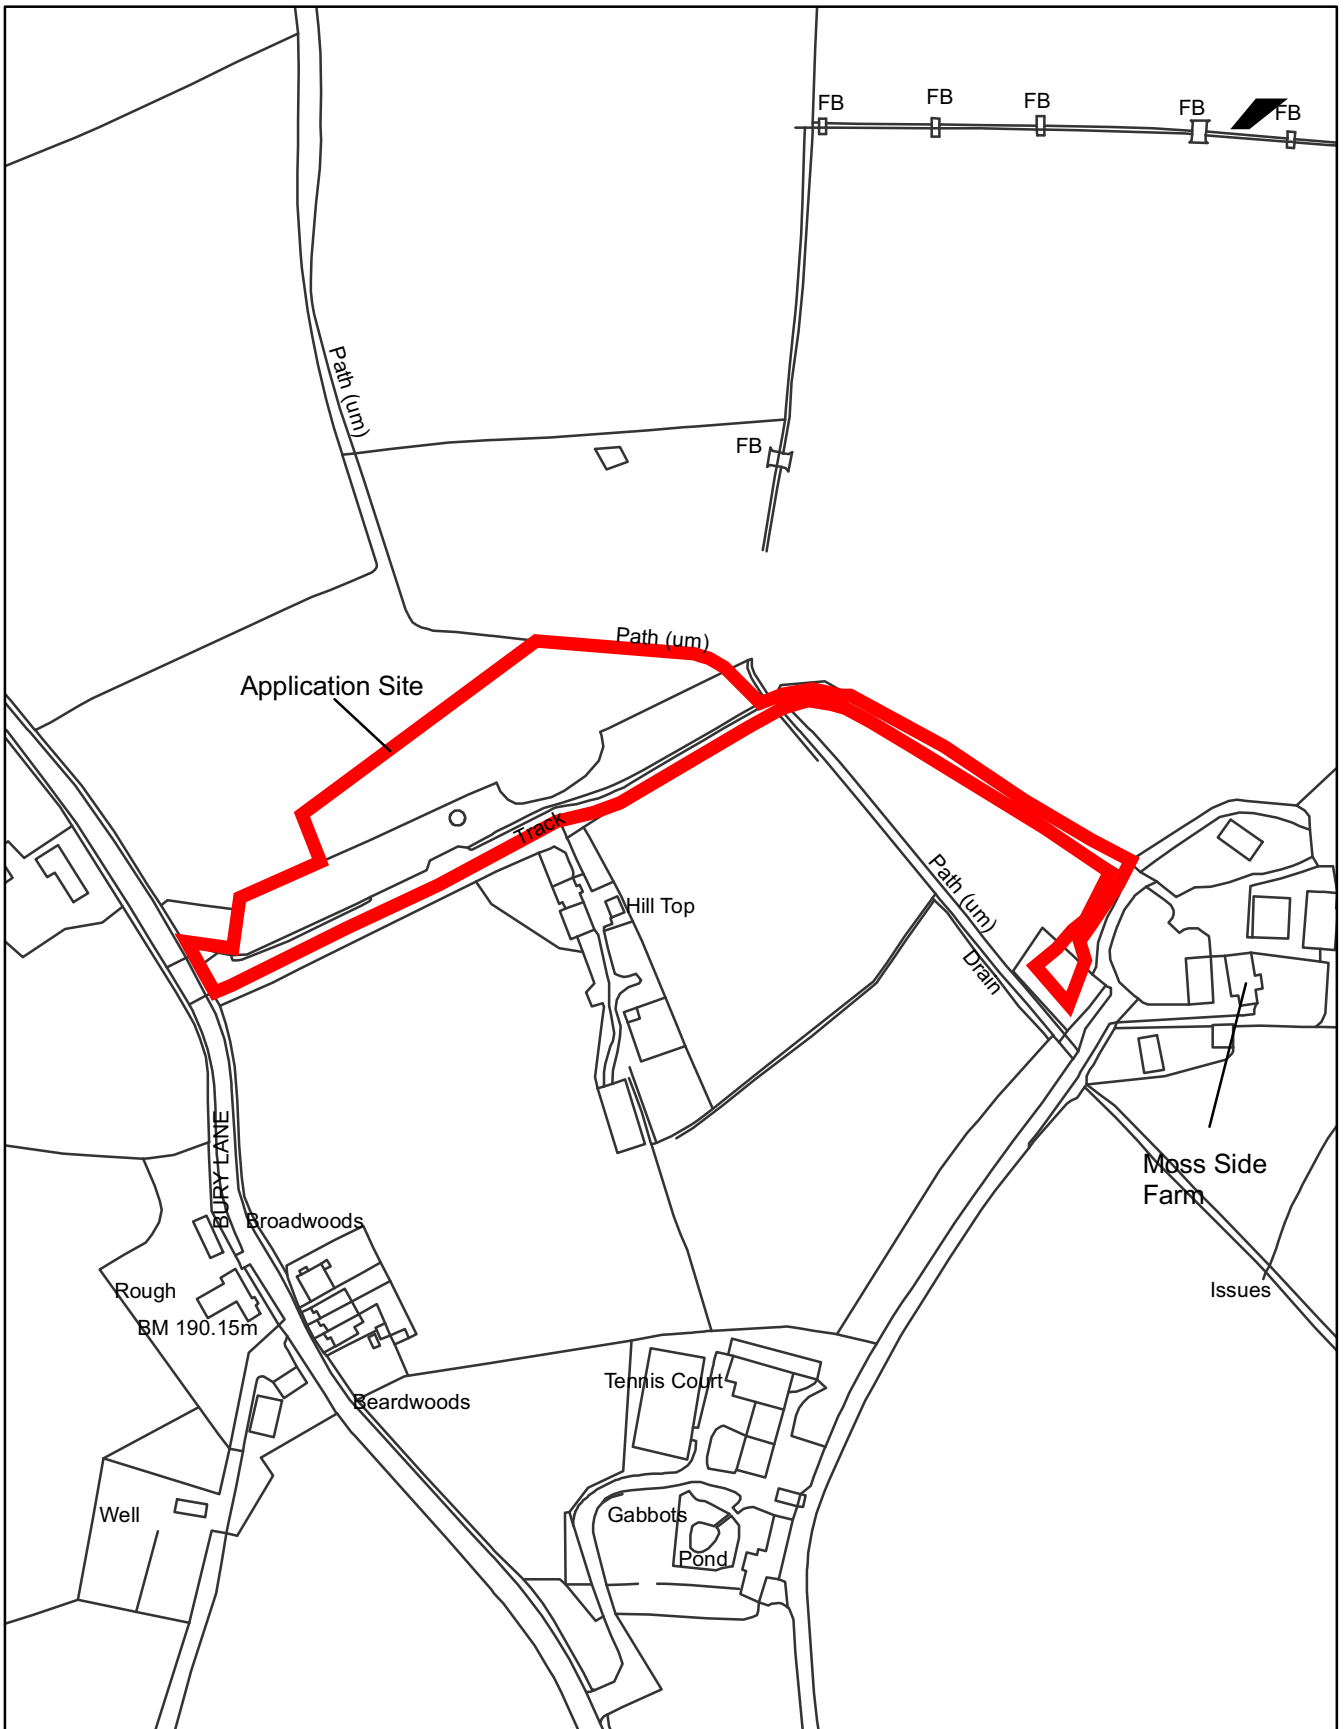 FB
FB
FB
FB
FB
Path (um)
FB
Path (um)
Application Site
Track
Path (um)
Hill Top
Drain
BURY LANE
Moss Side
Farm
Broadwoods
Rough
Issues
BM 190.15m
Tennis Court
Beardwoods
Well
Gabbots
Pond